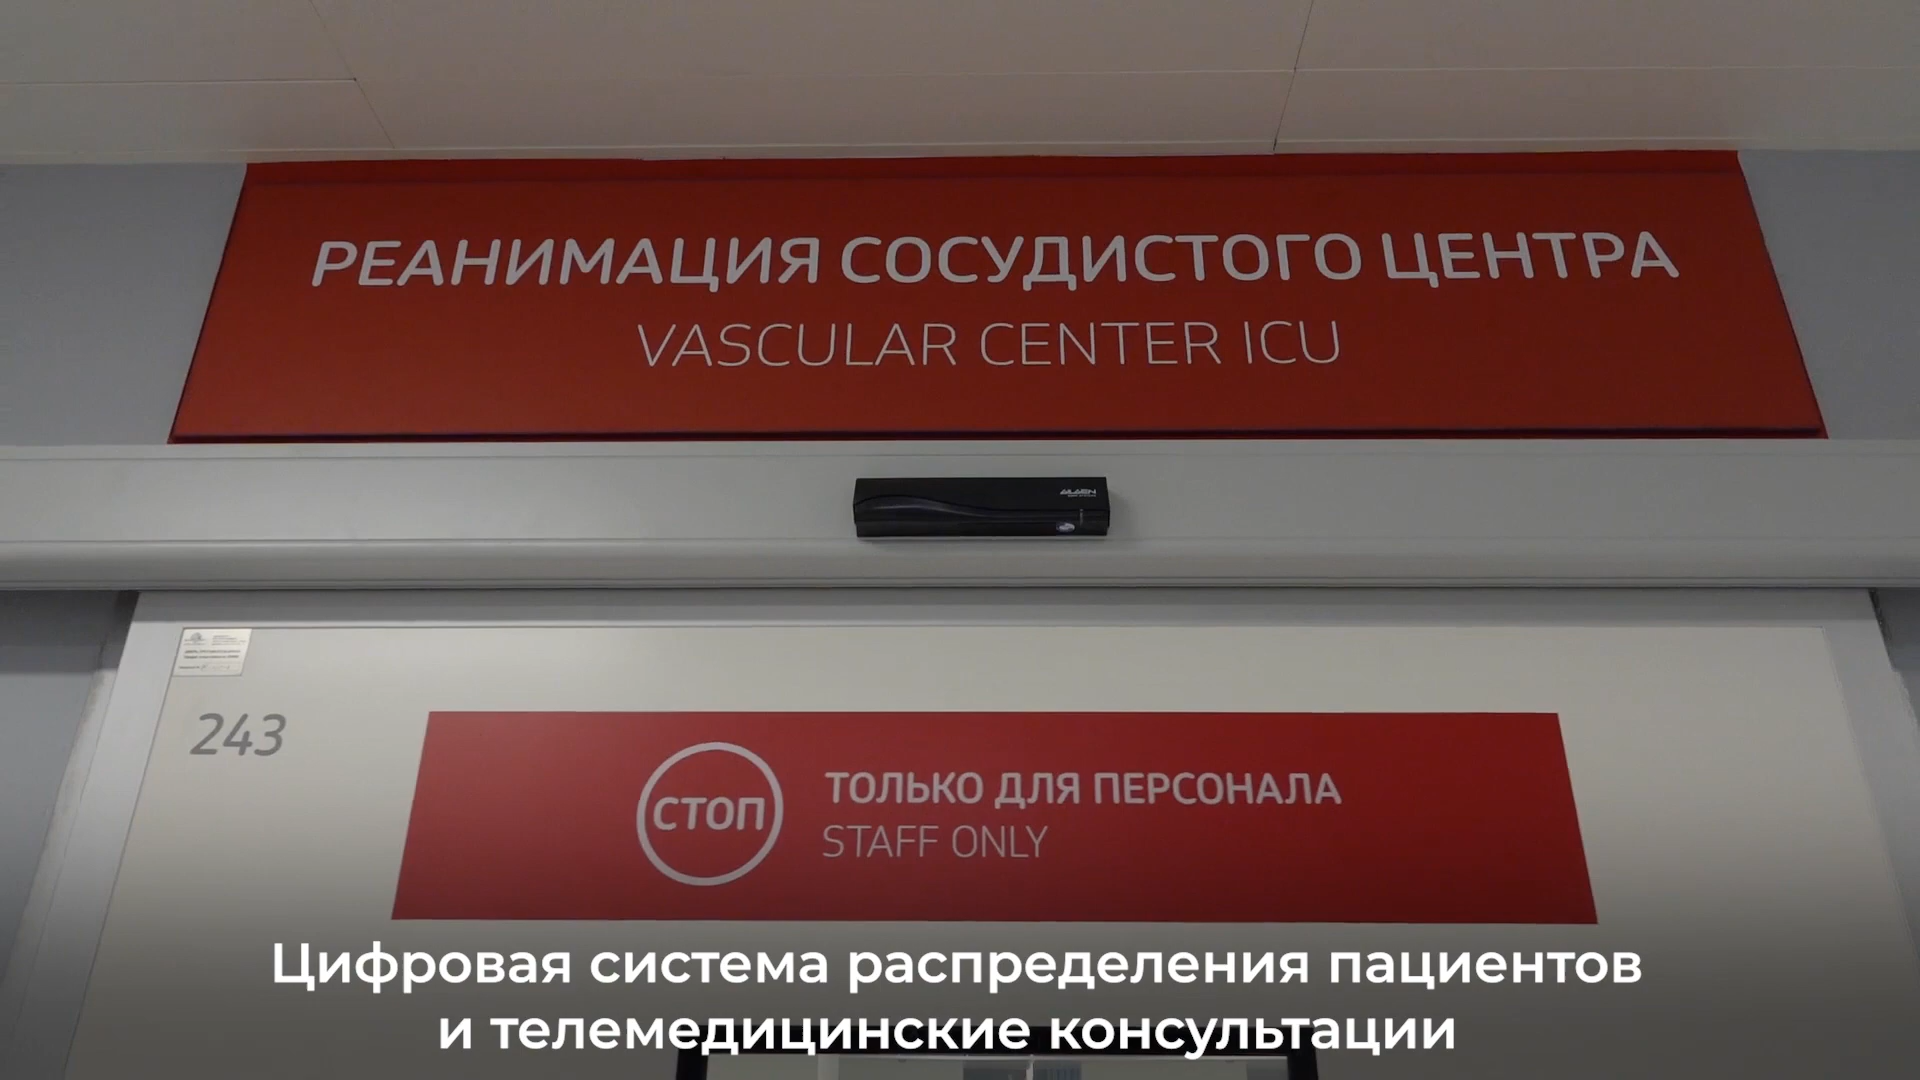 РЕАНИМАЦИЯ СОСУДИСТОГО ЦЕНТРА
VASCULAR CENTER ICU
243
СТОП
ТОЛЬКО ДЛЯ ПЕРСОНАЛА
STAFF ONLY
Цифровая система распределения пациентов
и телемедицинские консультации